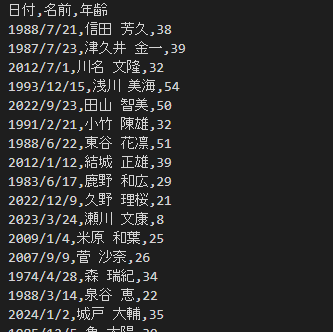 日付,名前,年齢
1988/7/21,信田 芳久,38
1987/7/23,津久井 金一,39
2012/7/1,川名 文隆,32
1993/12/15,浅川 美海,54
2022/9/23,田山 智美,50
1991/2/21,小竹 陳雄,32
1988/6/22,東谷 花凛,51
2012/1/12,結城 正雄,39
1983/6/17,鹿野 和広,29
2022/12/9,久野 理桜,21
2023/3/24,瀬川 文康,8
2009/1/4,米原 和葉,25
2007/9/9,菅 沙奈,26
1974/4/28,森 瑞紀,34
1988/3/14,泉谷 恵,22
2024/1/2,城戸 大輔,35